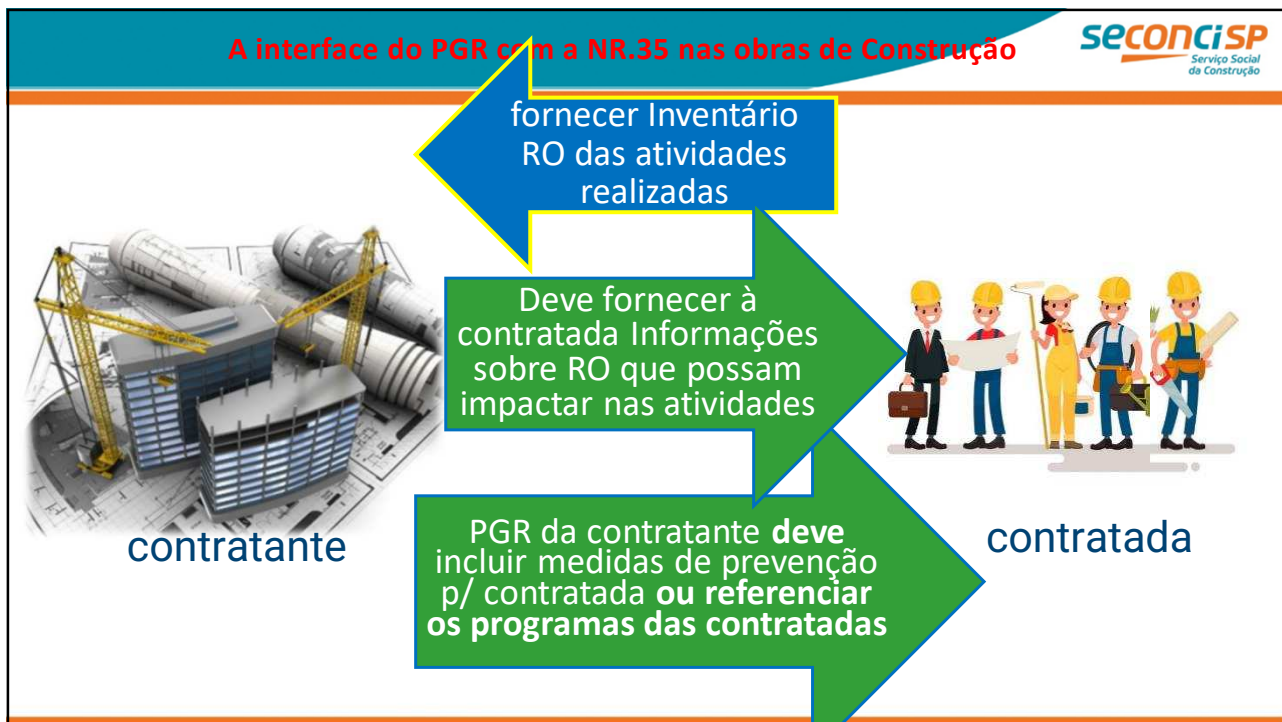 A interface do PGR com a NR.35 nas obras de Construção
seconciSP
Serviço Social
da Construção
fornecer Inventário
RO das atividades
realizadas
Deve fornecer à
contratada Informações
sobre RO que possam
impactar nas atividades
contratante
contratada
PGR da contratante deve
incluir medidas de prevenção
p/ contratada ou referenciar
os programas das contratadas